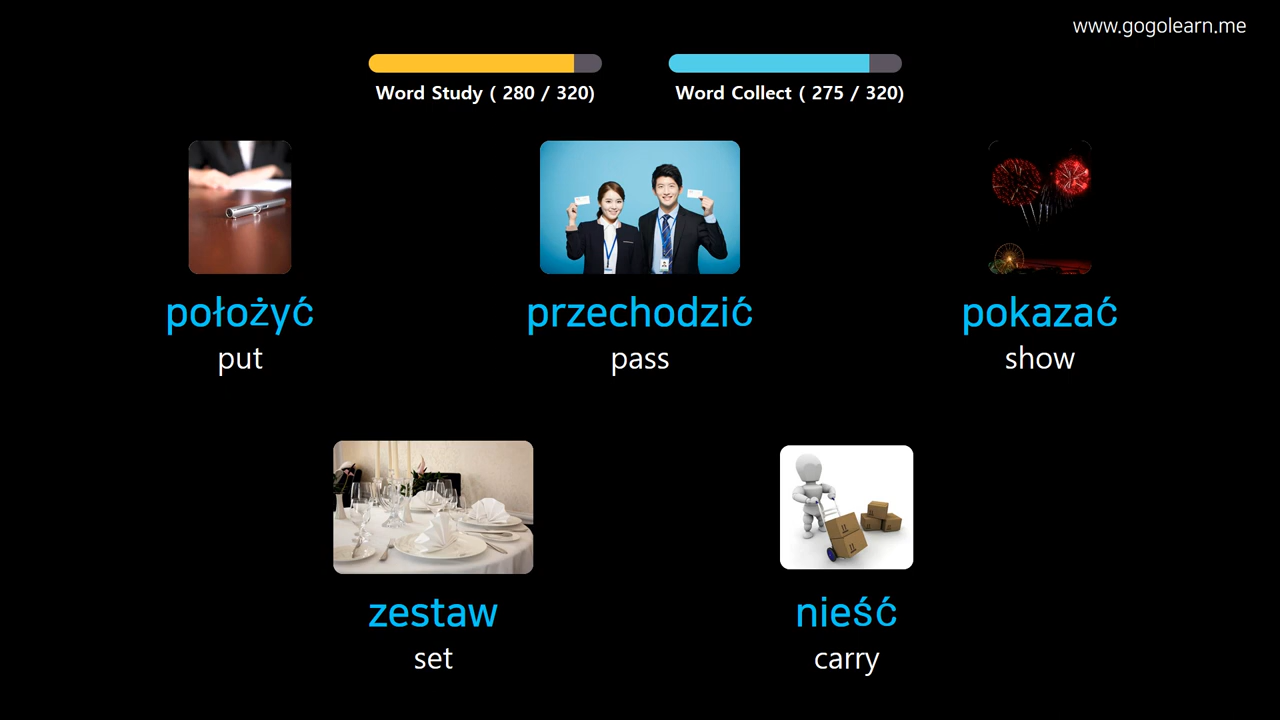 www.gogolearn.me
Word Study ( 280 / 320)
Word Collect ( 275 / 320)
położyć
put
przechodzić
pass
pokazać
show
zestaw
set
nieść
carry